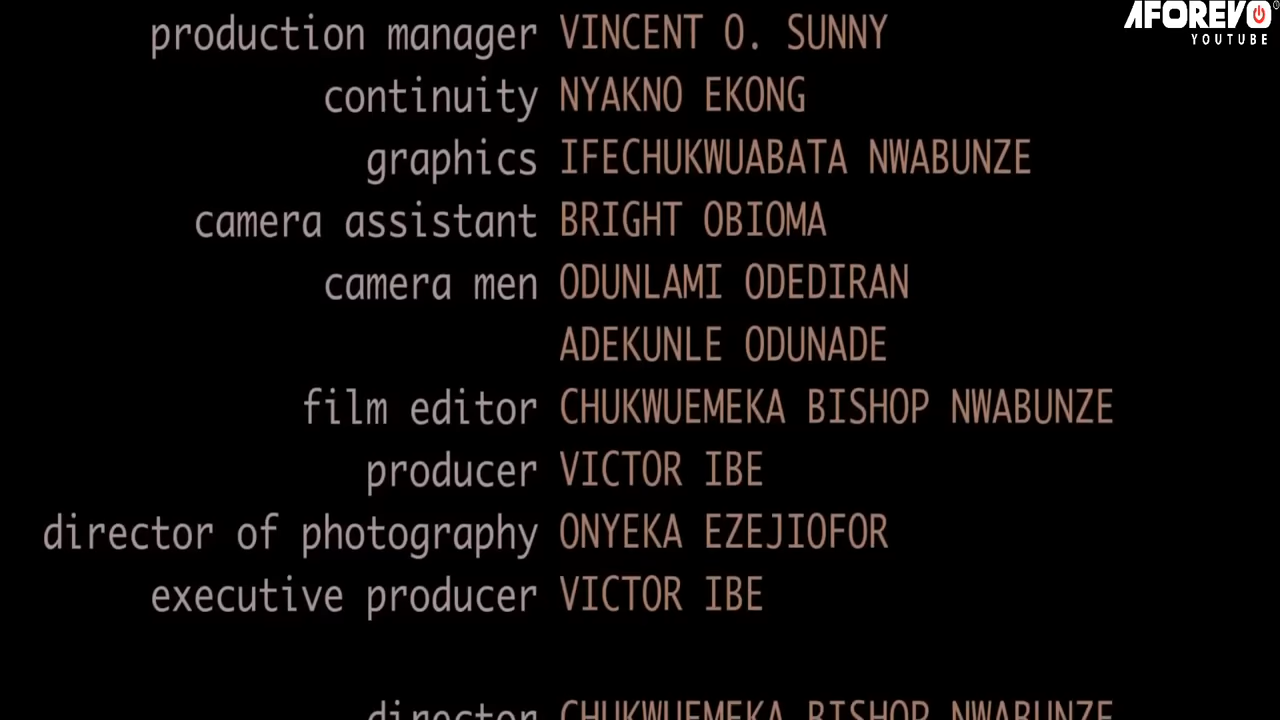 AFOREVO
YOUTUBE
production manager VINCENT O. SUNNY
continuity NYAKNO EKONG
graphics IFECHUKWUABATA NWABUNZE
camera assistant BRIGHT OBIOMA
camera men ODUNLAMI ODEDIRAN
ADEKUNLE ODUNADE
film editor CHUKWUEMEKA BISHOP NWABUNZE
producer VICTOR IBE
director of photography ONYEKA EZEJIOFOR
executive producer VICTOR IBE
director CHUKWUEMEKA BISHOP NWABUNZE